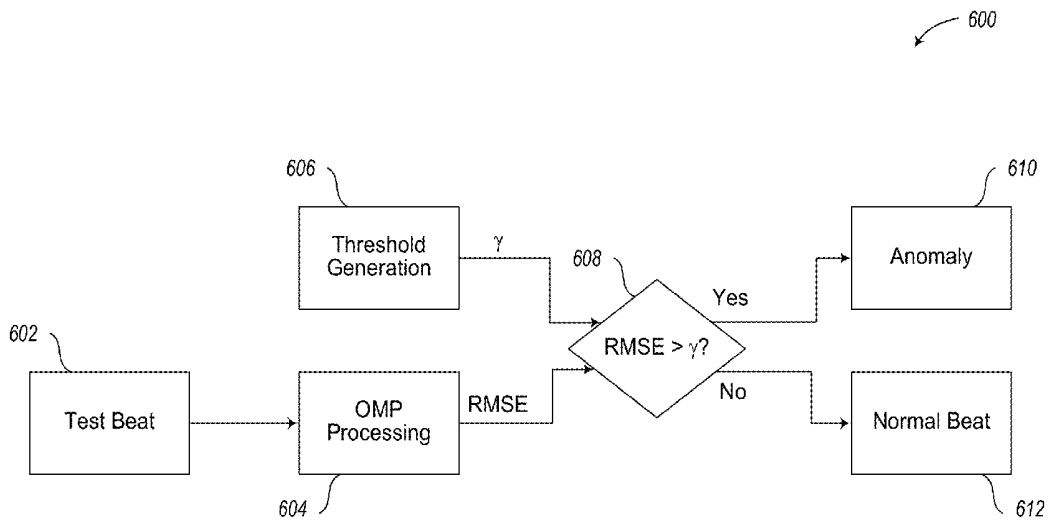 600
606
610
Threshold
Generation
γ
608
Anomaly
Yes
602
RMSE > γ?
Test Beat
OMP
Processing
RMSE
No
Normal Beat
604
612